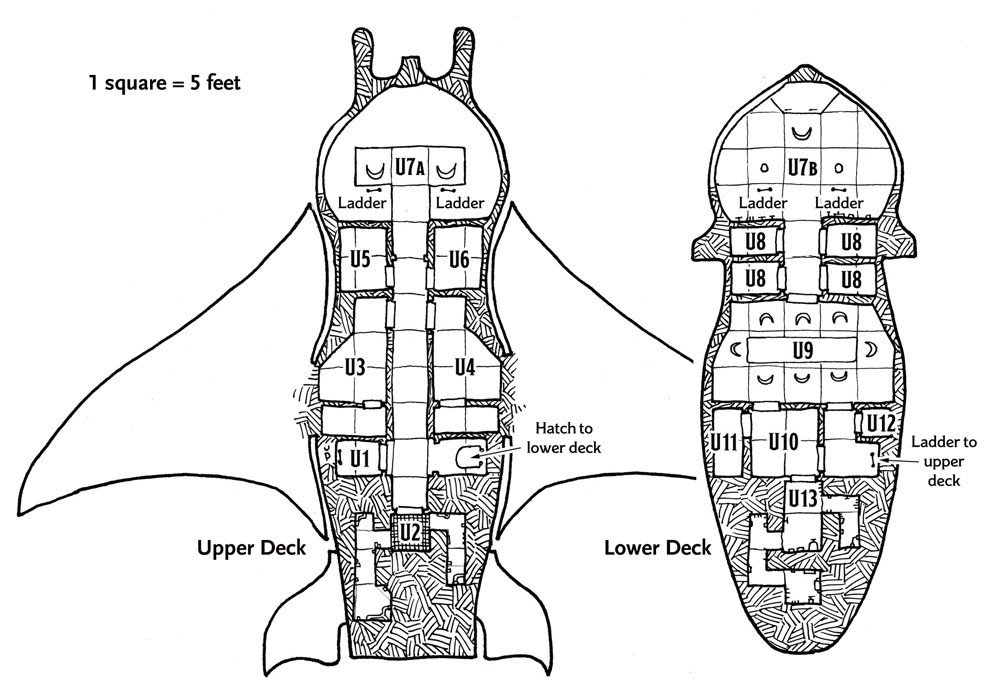 1 square = 5 feet
U7A
Ladder
Ladder
U5
U6
U3
U4
Hatch to
lower deck
U1
U2
Upper Deck
U7B
Ladder
Ladder
U8
U8
U8
U8
U9
U11
U10
U12
Ladder to
upper
deck
U13
Lower Deck